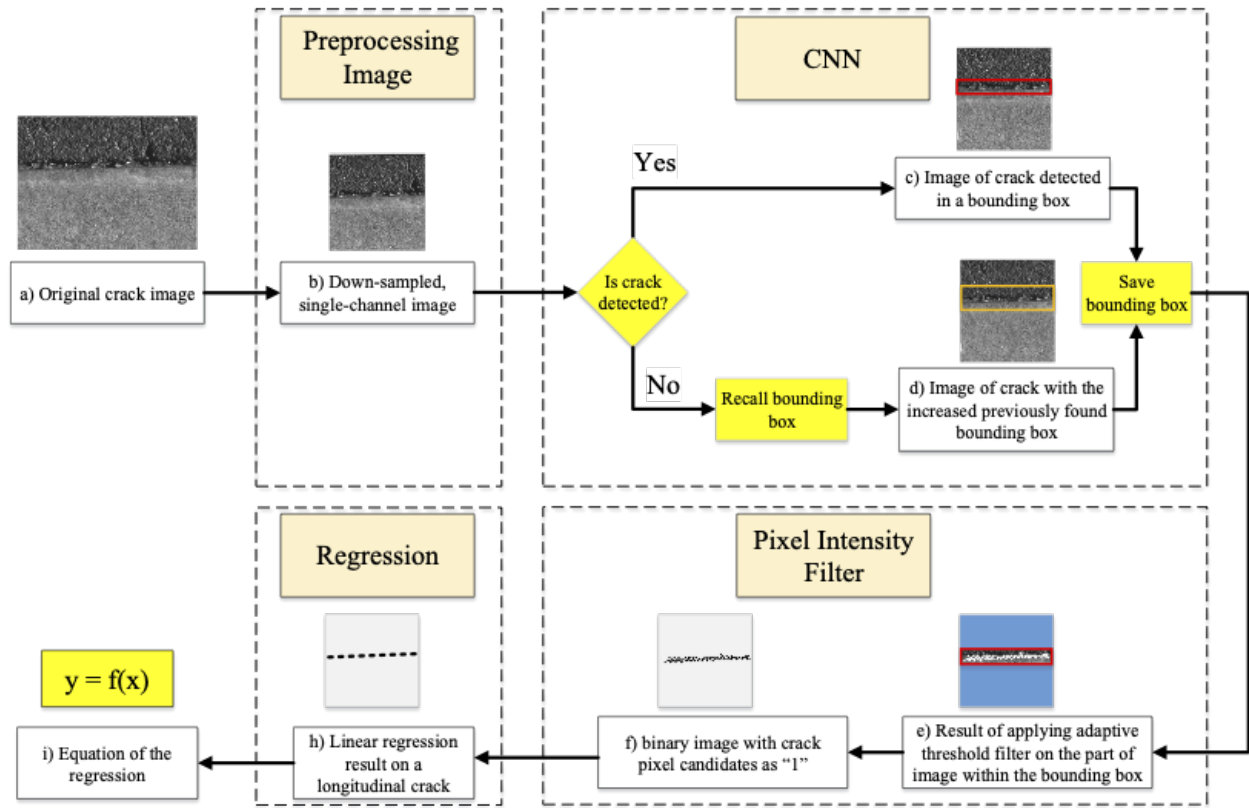 Preprocessing
Image
CNN
a) Original crack image
b) Down-sampled,
single-channel image
Is crack
detected?
Yes
c) Image of crack detected
in a bounding box
No
Recall bounding
box
d) Image of crack with the
increased previously found
bounding box
Save
bounding box
Pixel Intensity
Filter
e) Result of applying adaptive
threshold filter on the part of
image within the bounding box
f) binary image with crack
pixel candidates as “1”
Regression
h) Linear regression
result on a
longitudinal crack
y = f(x)
i) Equation of the
regression